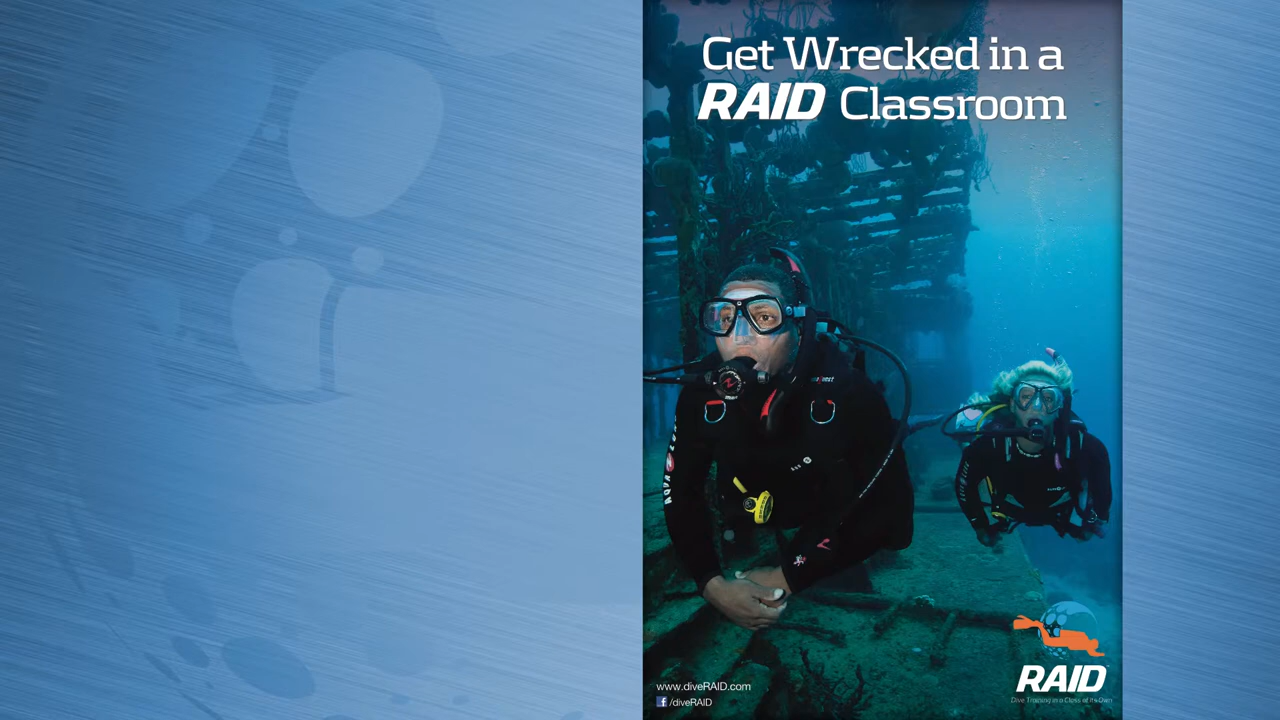 Get Wrecked in a
RAID Classroom
www.diveRAID.com
f /diveRAID
RAID
Dive Training in a Class of Its Own